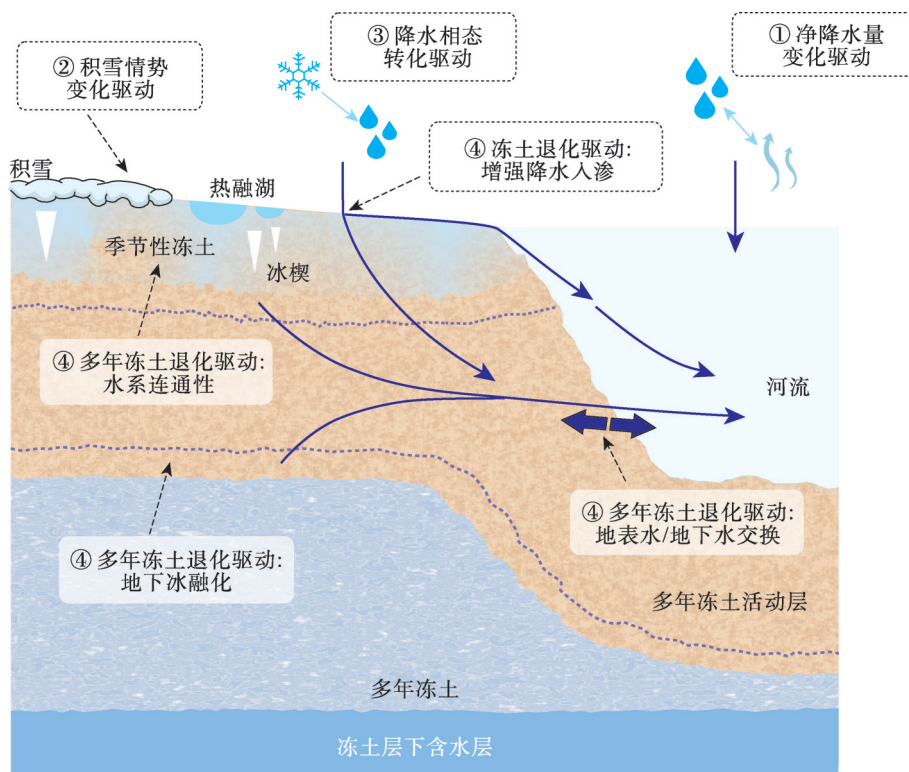 ① 净降水量
变化驱动
③ 降水相态
转化驱动
② 积雪情势
变化驱动
④ 冻土退化驱动:
增强降水入渗
积雪
热融湖
季节性冻土
冰楔
④ 多年冻土退化驱动:
水系连通性
河流
④ 多年冻土退化驱动:
地表水/地下水交换
④ 多年冻土退化驱动:
地下冰融化
多年冻土活动层
多年冻土
冻土层下含水层